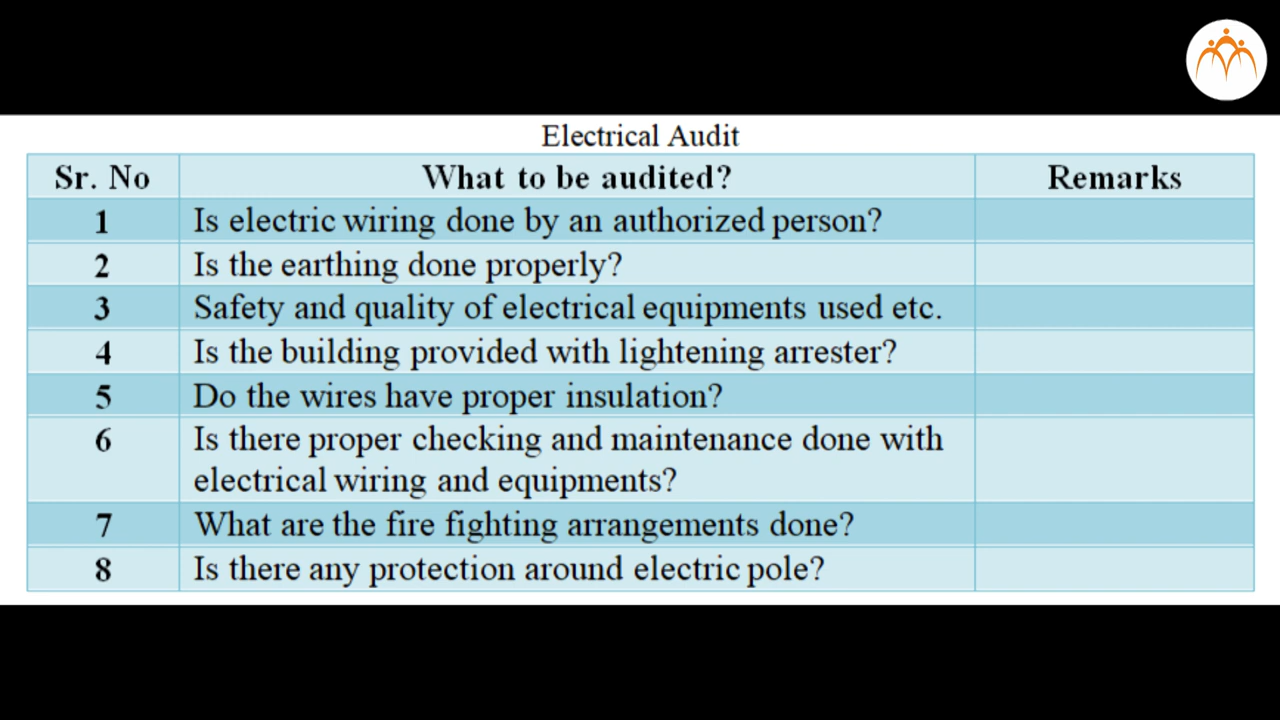 Electrical Audit
Sr. No What to be audited? Remarks
1 Is electric wiring done by an authorized person?
2 Is the earthing done properly?
3 Safety and quality of electrical equipments used etc.
4 Is the building provided with lightening arrester?
5 Do the wires have proper insulation?
6 Is there proper checking and maintenance done with
electrical wiring and equipments?
7 What are the fire fighting arrangements done?
8 Is there any protection around electric pole?